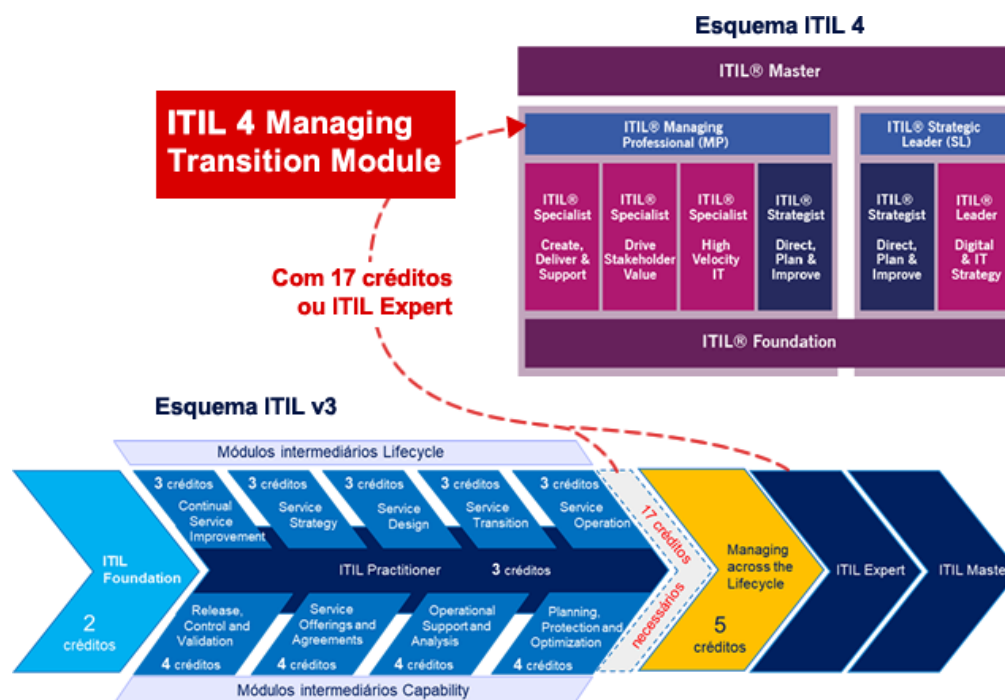 Esquema ITIL 4
ITIL® Master
ITIL 4 Managing
Transition Module
ITIL® Managing
Professional (MP)
ITIL® Strategic
Leader (SL)
ITIL®
Specialist
Create,
Deliver &
Support
ITIL®
Specialist
Drive
Stakeholder
Value
ITIL®
Specialist
High
Velocity
IT
ITIL®
Strategist
Direct,
Plan &
Improve
ITIL®
Strategist
Direct,
Plan &
Improve
ITIL®
Leader
Digital
& IT
Strategy
Com 17 créditos
ou ITIL Expert
ITIL® Foundation
Esquema ITIL v3
Módulos intermediários Lifecycle
3 créditos
Continual
Service
Improvement
3 créditos
Service
Strategy
3 créditos
Service
Design
3 créditos
Service
Transition
3 créditos
Service
Operation
ITIL
Foundation
2
créditos
ITIL Practitioner 3 créditos
Release,
Control and
Validation
4 créditos
Service
Offerings and
Agreements
4 créditos
Operational
Support and
Analysis
4 créditos
Planning,
Protection and
Optimization
4 créditos
17 créditos
necessários
Managing
across the
Lifecycle
5
créditos
ITIL Expert
ITIL Master
Módulos intermediários Capability